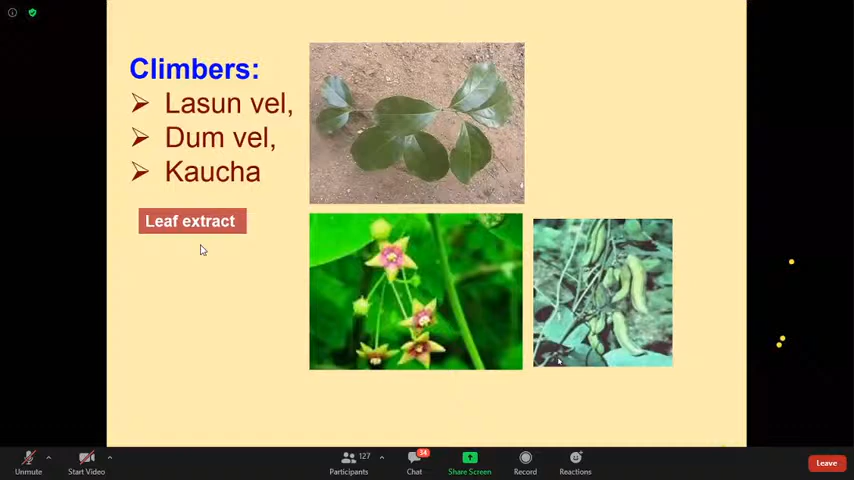 Climbers:
Lasun vel,
Dum vel,
Kaucha
Leaf extract
127
34
Unmute
Start Video
Participants
Chat
Share Screen
Record
Reactions
Leave